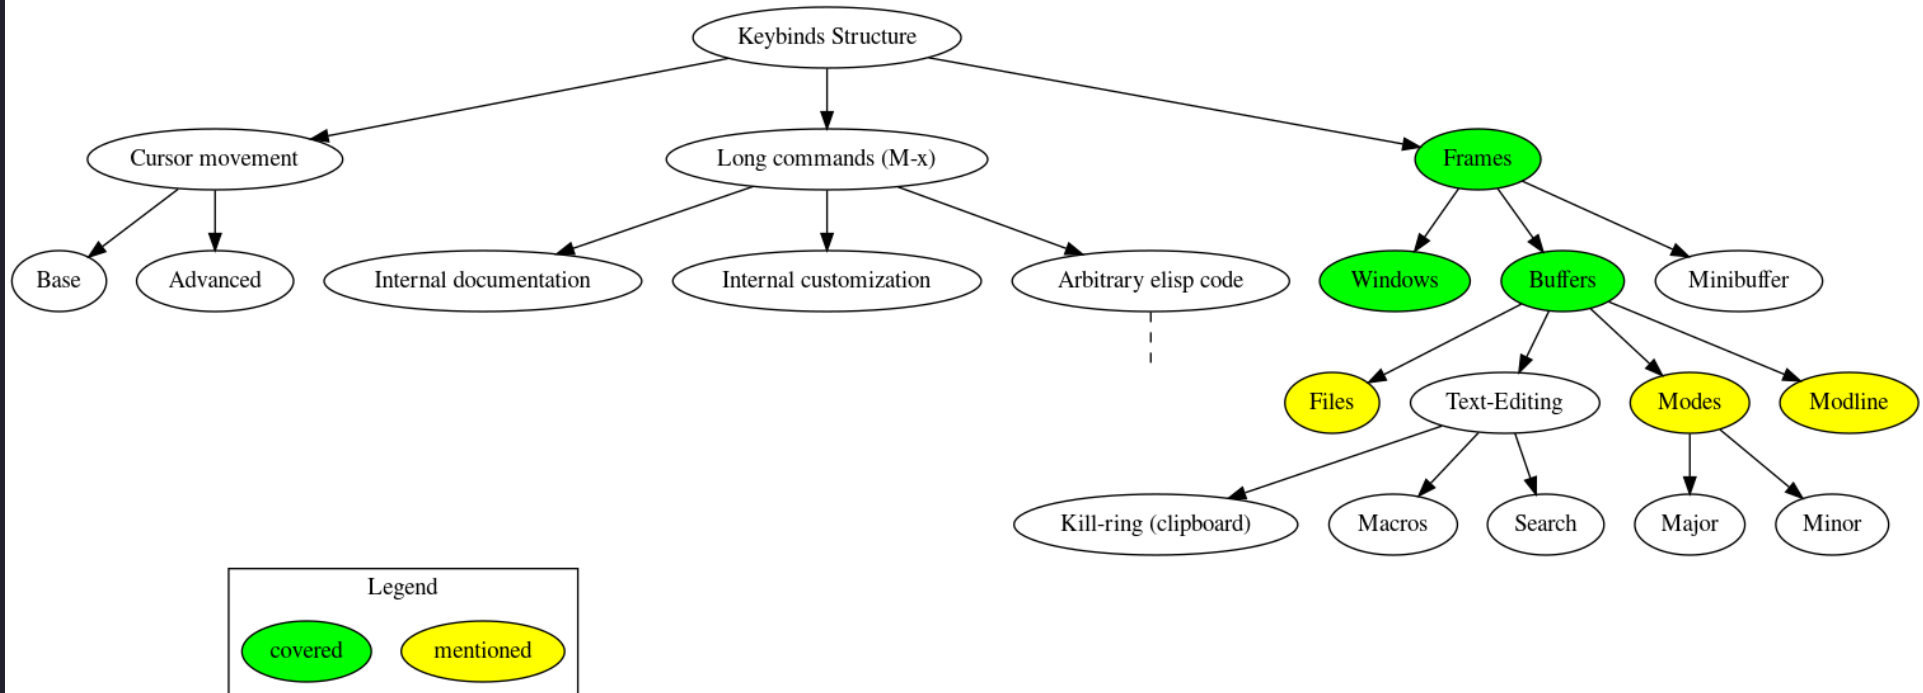 Keybinds Structure
Cursor movement
Long commands (M-x)
Frames
Base
Advanced
Internal documentation
Internal customization
Arbitrary elisp code
Windows
Buffers
Minibuffer
Files
Text-Editing
Modes
Modline
Kill-ring (clipboard)
Macros
Search
Major
Minor
Legend
covered
mentioned